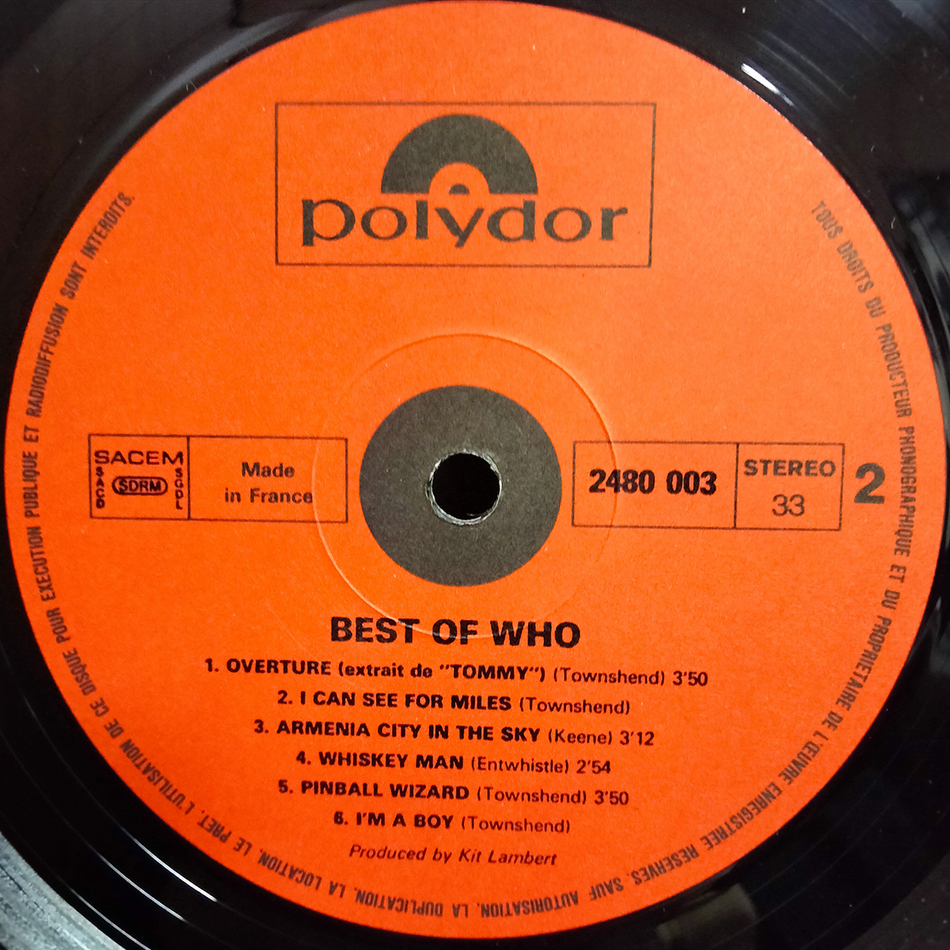 polydor
SACEM
SACD
SDRM
SGDL
Made
in France
2480 003
STEREO
33
2
BEST OF WHO
1. OVERTURE (extrait de "TOMMY") (Townshend) 3'50
2. I CAN SEE FOR MILES (Townshend)
3. ARMENIA CITY IN THE SKY (Keene) 3'12
4. WHISKEY MAN (Entwhistle) 2'54
5. PINBALL WIZARD (Townshend) 3'50
6. I'M A BOY (Townshend)
Produced by Kit Lambert
TOUS DROITS DU PRODUCTEUR PHONOGRAPHIQUE ET DU PROPRIETAIRE DE L'ŒUVRE ENREGISTREE RESERVES. SAUF AUTORISATION, LA DUPLICATION, LA LOCATION, LE PRET, L'UTILISATION DE CE DISQUE POUR EXECUTION PUBLIQUE ET RADIODIFFUSION SONT INTERDITS.